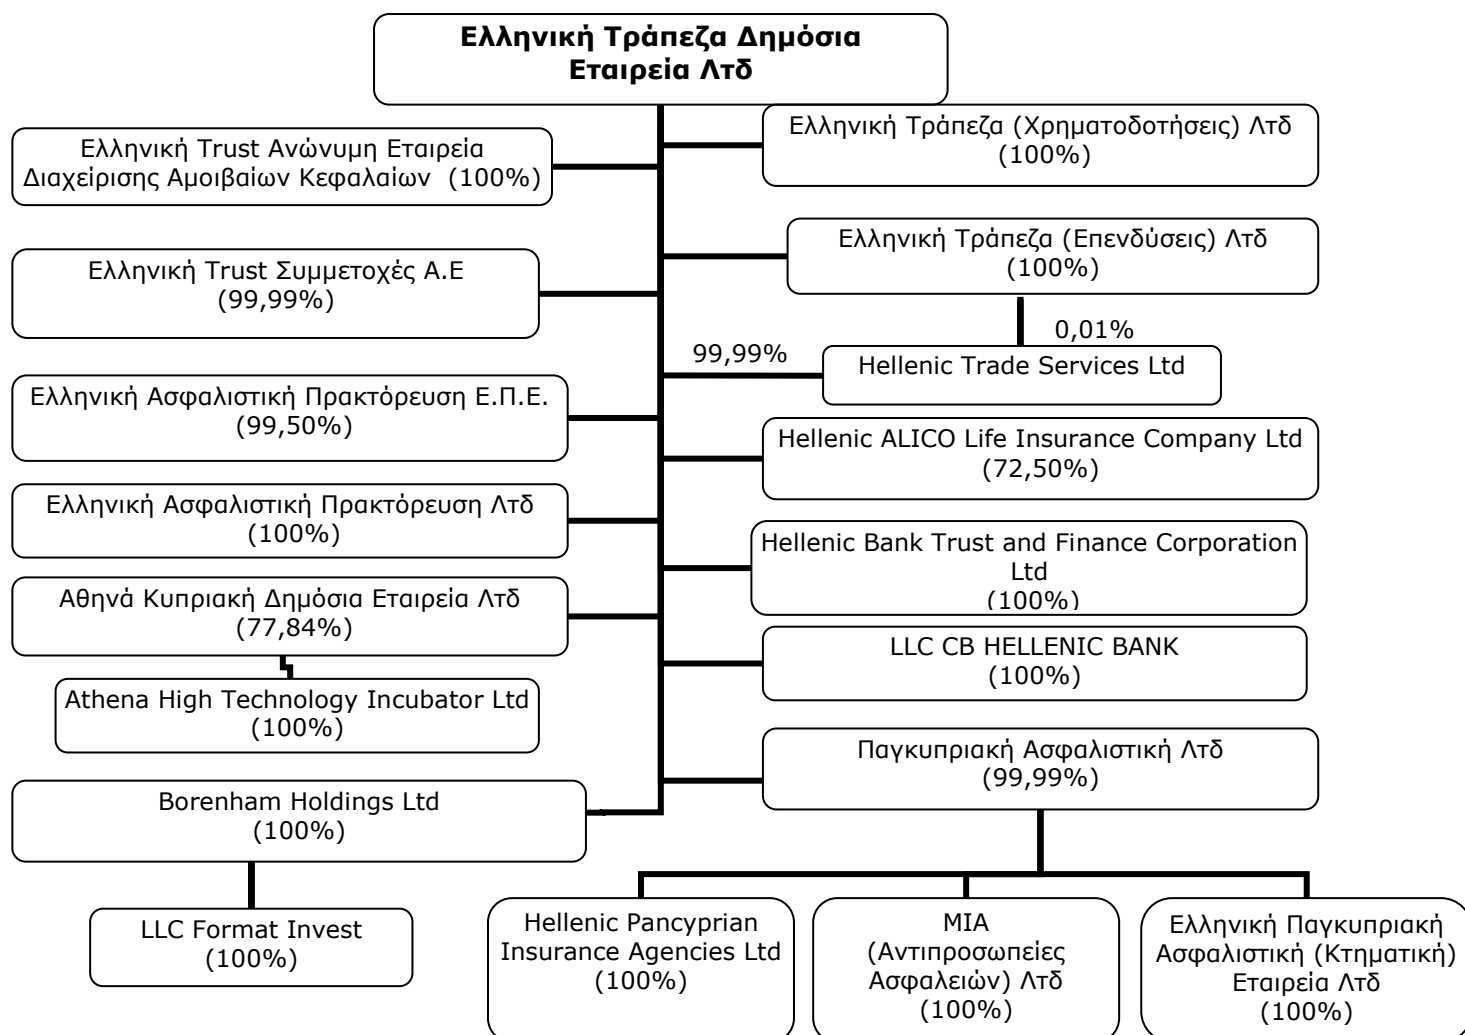 Ελληνική Τράπεζα Δημόσια
Εταιρεία Λτδ
Ελληνική Trust Ανώνυμη Εταιρεία
Διαχείρισης Αμοιβαίων Κεφαλαίων (100%)
Ελληνική Τράπεζα (Χρηματοδοτήσεις) Λτδ
(100%)
Ελληνική Trust Συμμετοχές Α.Ε
(99,99%)
Ελληνική Τράπεζα (Επενδύσεις) Λτδ
(100%)
0,01%
99,99%
Hellenic Trade Services Ltd
Ελληνική Ασφαλιστική Πρακτόρευση Ε.Π.Ε.
(99,50%)
Hellenic ALICO Life Insurance Company Ltd
(72,50%)
Ελληνική Ασφαλιστική Πρακτόρευση Λτδ
(100%)
Hellenic Bank Trust and Finance Corporation
Ltd
(100%)
Αθηνά Κυπριακή Δημόσια Εταιρεία Λτδ
(77,84%)
LLC CB HELLENIC BANK
(100%)
Athena High Technology Incubator Ltd
(100%)
Παγκυπριακή Ασφαλιστική Λτδ
(99,99%)
Borenham Holdings Ltd
(100%)
LLC Format Invest
(100%)
Hellenic Pancyprian
Insurance Agencies Ltd
(100%)
ΜΙΑ
(Αντιπροσωπείες
Ασφαλειών) Λτδ
(100%)
Ελληνική Παγκυπριακή
Ασφαλιστική (Κτηματική)
Εταιρεία Λτδ
(100%)